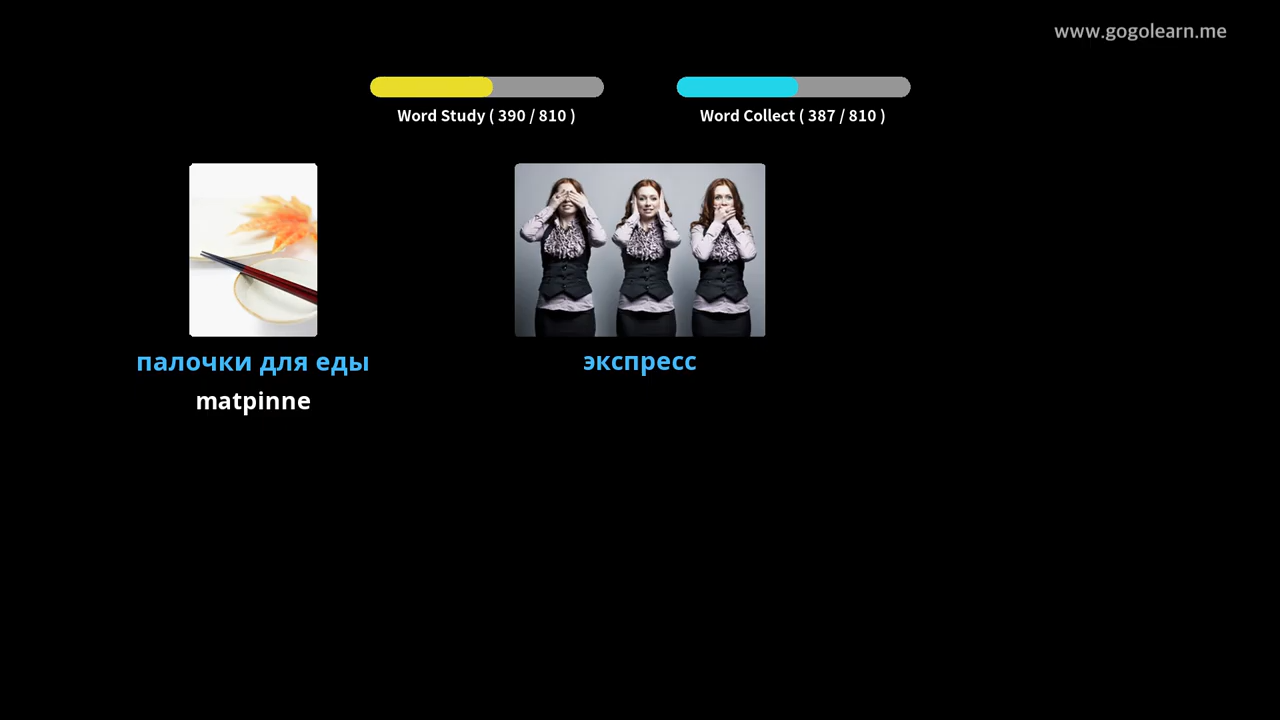 www.gogolearn.me
Word Study ( 390 / 810 )
Word Collect ( 387 / 810 )
палочки для еды
matpinne
экспресс